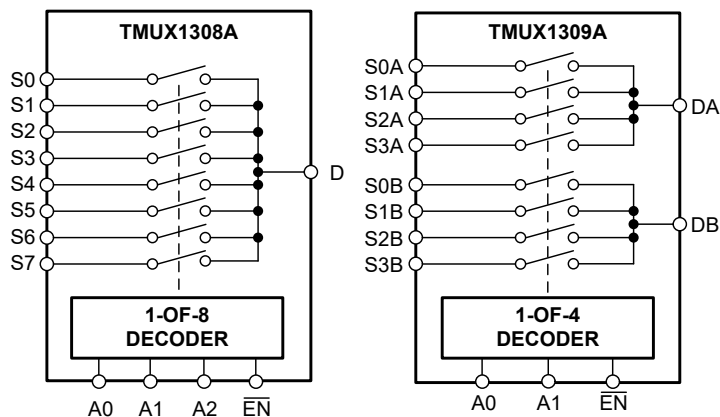 TMUX1308A
S0
S1
S2
S3
S4
S5
S6
S7
D
1-OF-8
DECODER
A0 A1 A2 EN
TMUX1309A
S0A
S1A
S2A
S3A
DA
S0B
S1B
S2B
S3B
DB
1-OF-4
DECODER
A0 A1 EN